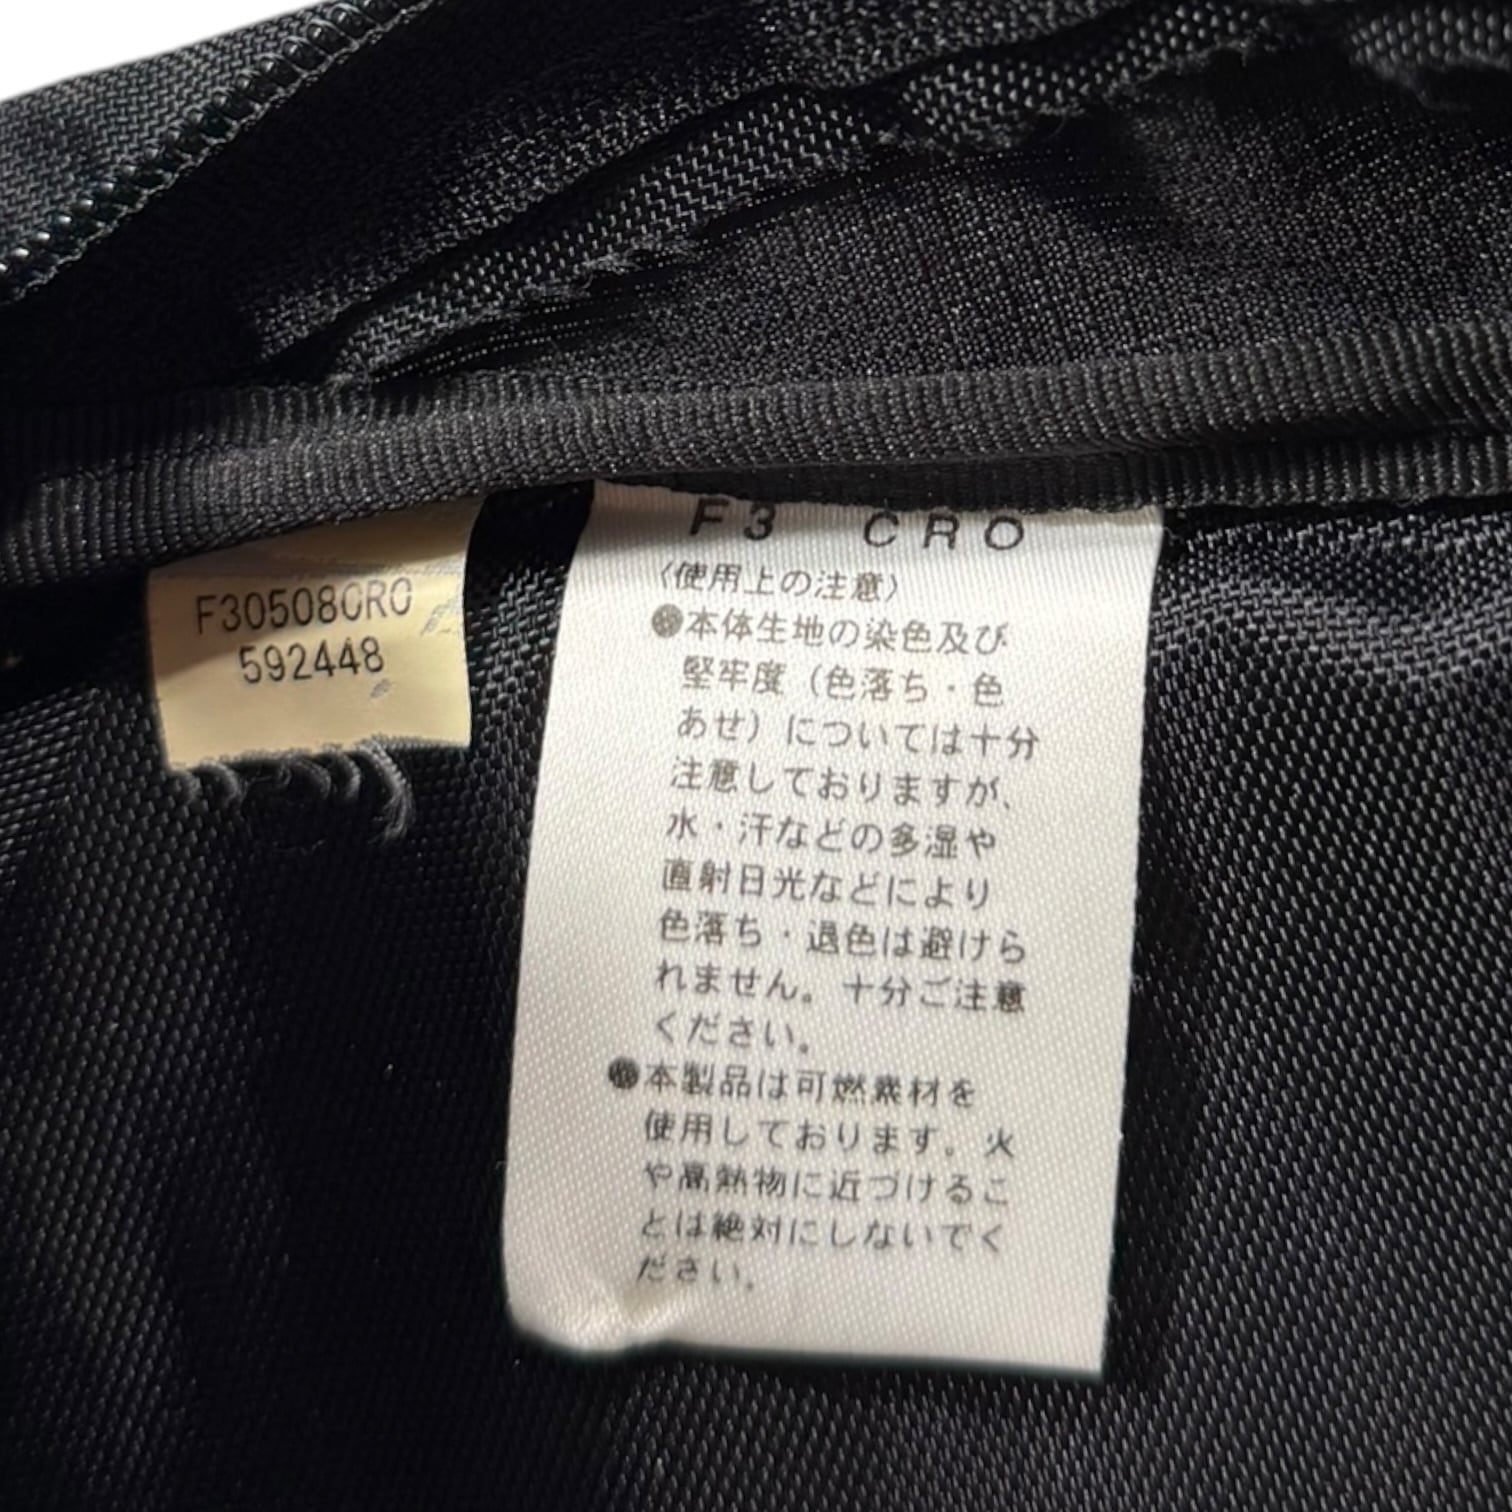 F30508CRO
592448
F3 CRO
〈使用上の注意〉
●本体生地の染色及び
堅牢度（色落ち・色
あせ）については十分
注意しておりますが、
水・汗などの多湿や
直射日光などにより
色落ち・退色は避けら
れません。十分ご注意
ください。
●本製品は可燃素材を
使用しております。火
や高熱物に近づけるこ
とは絶対にしないでく
ださい。